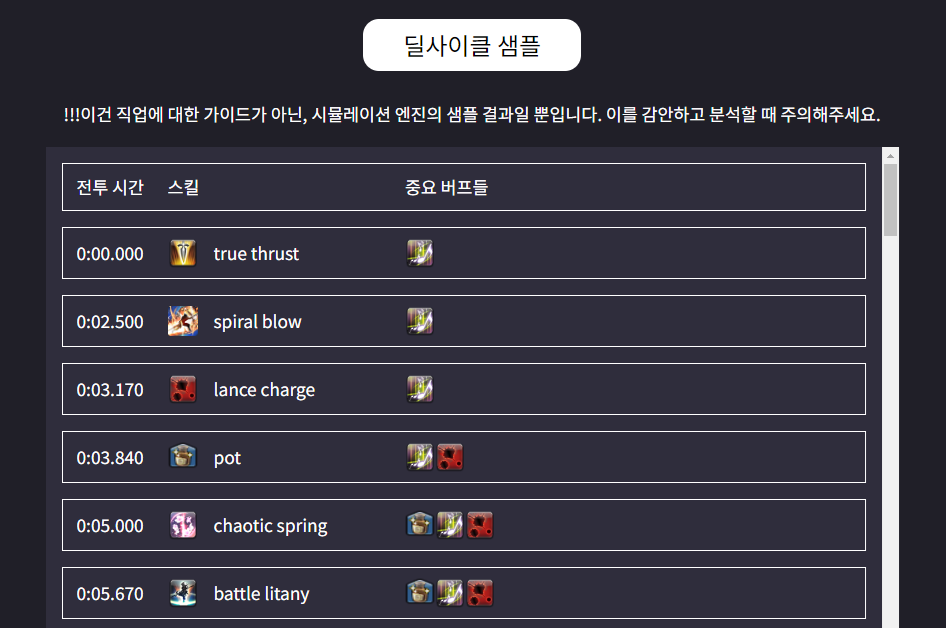 딜사이클 샘플
!!!이건 직업에 대한 가이드가 아닌, 시뮬레이션 엔진의 샘플 결과일 뿐입니다. 이를 감안하고 분석할 때 주의해주세요.
전투 시간 스킬 중요 버프들
0:00.000 true thrust
0:02.500 spiral blow
0:03.170 lance charge
0:03.840 pot
0:05.000 chaotic spring
0:05.670 battle litany